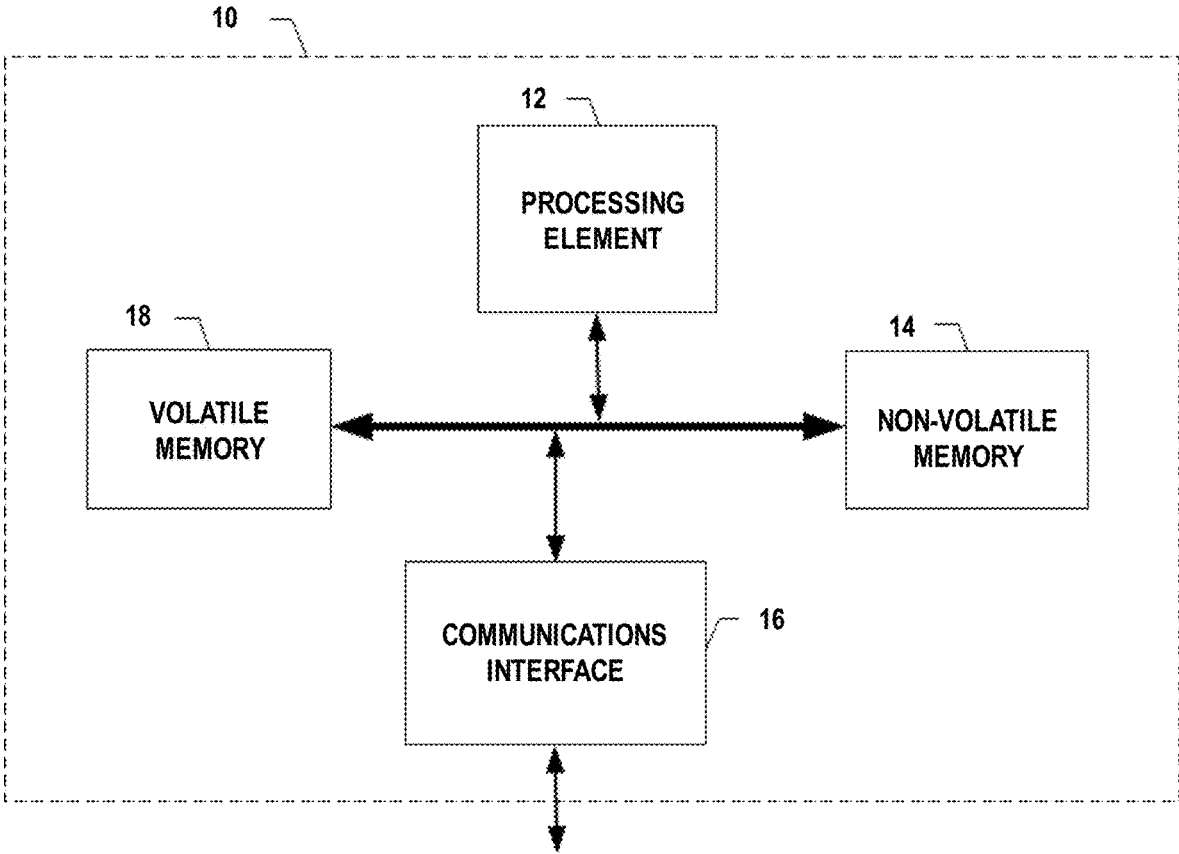 10
12
PROCESSING
ELEMENT
18
14
VOLATILE
MEMORY
NON-VOLATILE
MEMORY
16
COMMUNICATIONS
INTERFACE